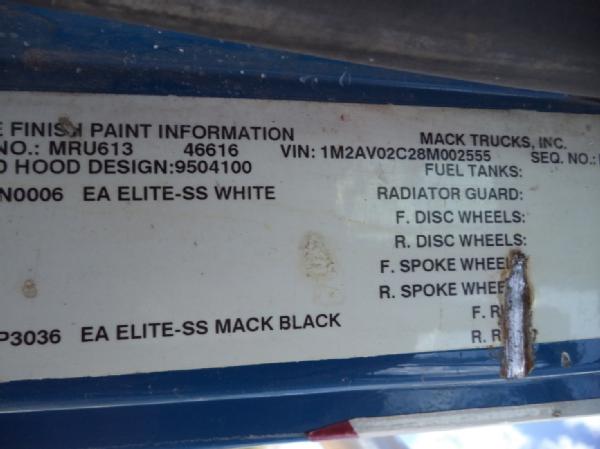 E FINISH PAINT INFORMATION MACK TRUCKS, INC.
NO.: MRU613 46616 VIN: 1M2AV02C28M002555 SEQ. NO.:
D HOOD DESIGN:9504100 FUEL TANKS:
N0006 EA ELITE-SS WHITE RADIATOR GUARD:
F. DISC WHEELS:
R. DISC WHEELS:
F. SPOKE WHEEL
R. SPOKE WHEE
F. R
P3036 EA ELITE-SS MACK BLACK R. R